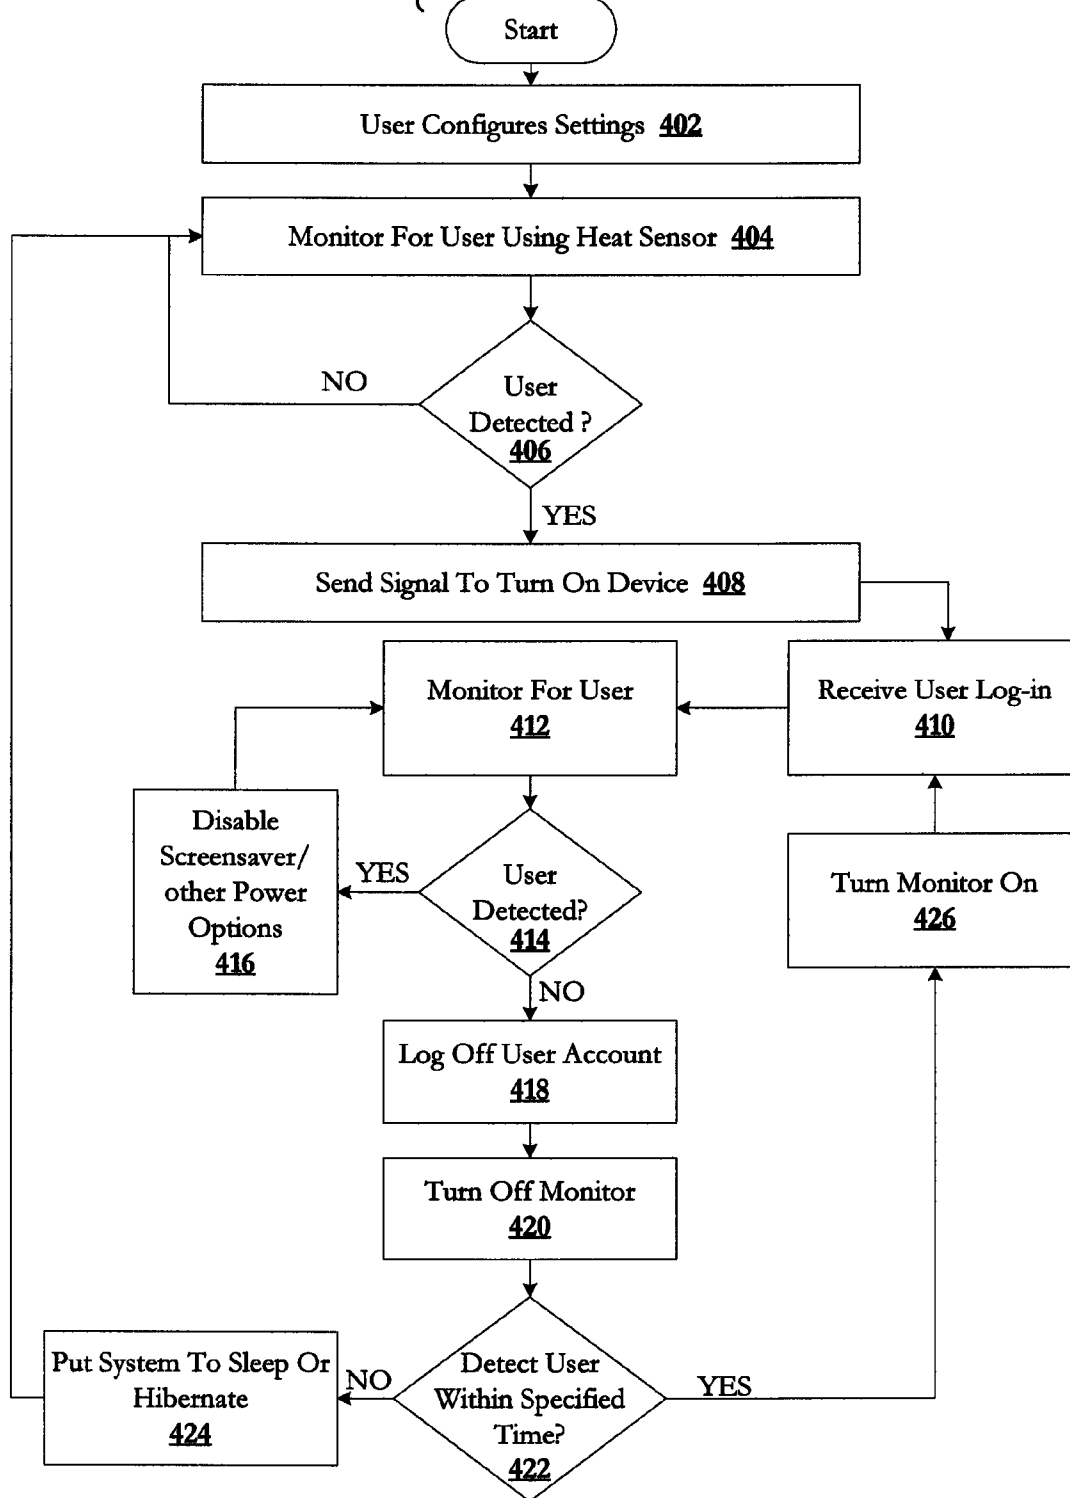 Start
User Configures Settings 402
Monitor For User Using Heat Sensor 404
NO
User
Detected ?
406
YES
Send Signal To Turn On Device 408
Monitor For User
412
Receive User Log-in
410
Disable
Screensaver/
other Power
Options
416
YES
User
Detected?
414
Turn Monitor On
426
NO
Log Off User Account
418
Turn Off Monitor
420
Put System To Sleep Or
Hibernate
424
NO
Detect User
Within Specified
Time?
422
YES